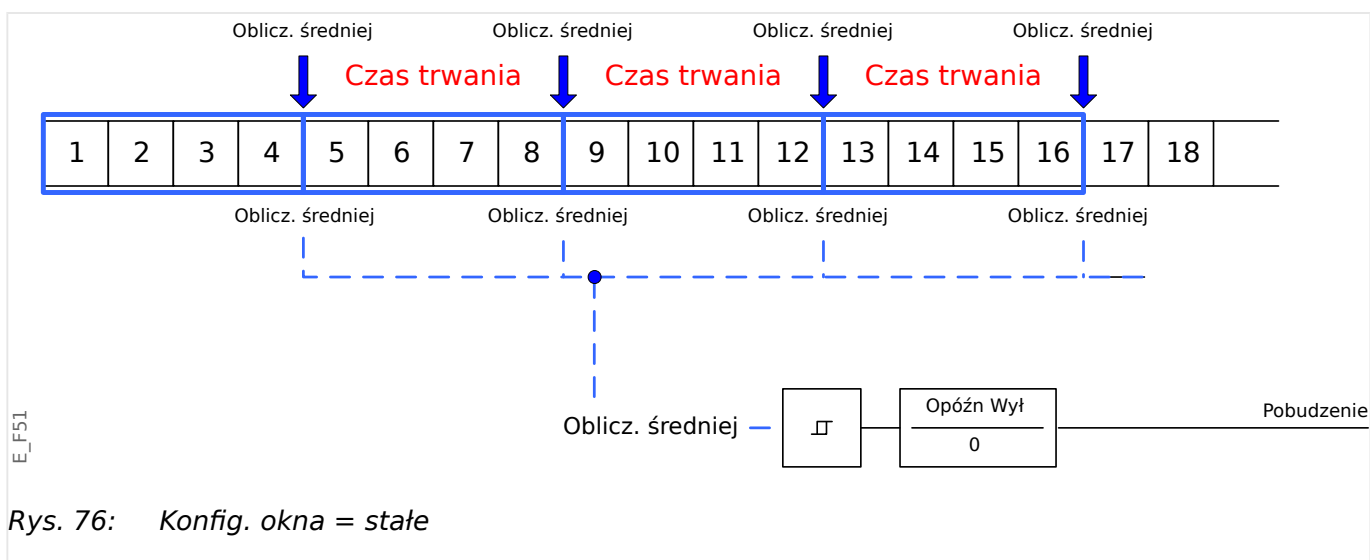 Oblicz. średniej Oblicz. średniej Oblicz. średniej Oblicz. średniej
Czas trwania Czas trwania Czas trwania
1 2 3 4 5 6 7 8 9 10 11 12 13 14 15 16 17 18
Oblicz. średniej Oblicz. średniej Oblicz. średniej Oblicz. średniej
Opóźn Wył
Pobudzenie
Oblicz. średniej
0
E_F51
Rys. 76: Konfig. okna = stałe